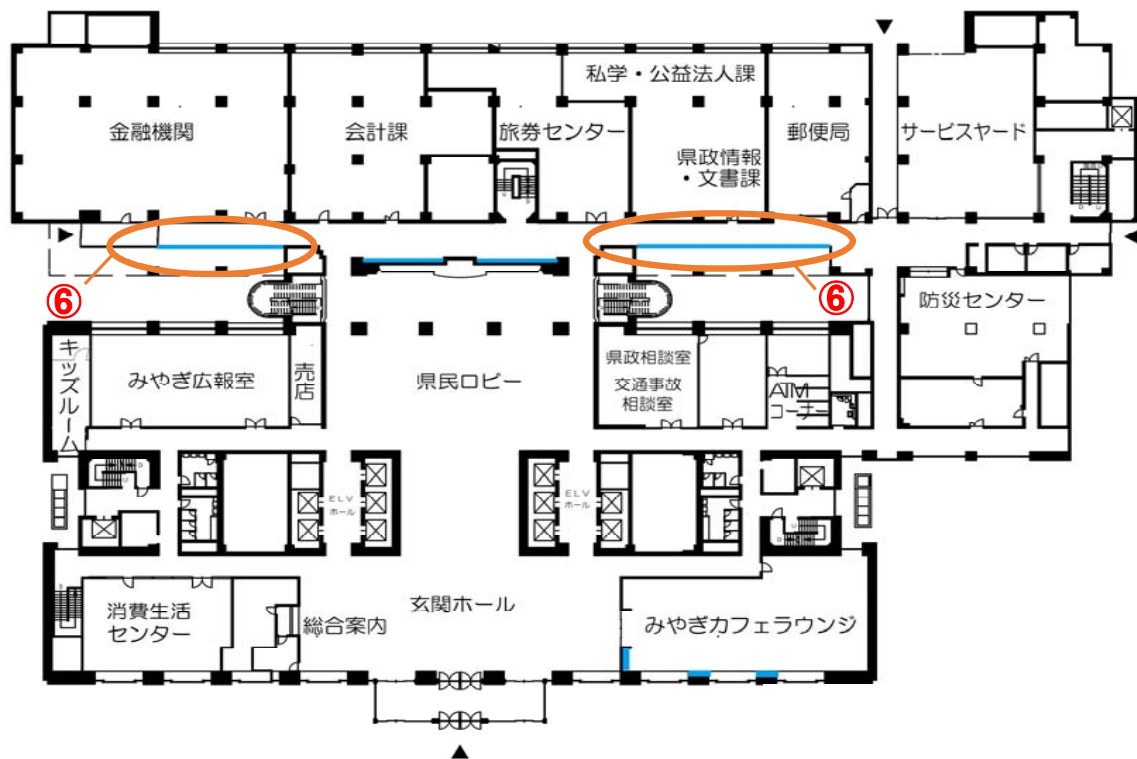 私学・公益法人課
金融機関
会計課
旅券センター
郵便局
サービスヤード
県政情報
・文書課
⑥
⑥
防災センター
キッズルーム
みやぎ広報室
売店
県民ロビー
県政相談室
交通事故
相談室
ATM
コーナー
ELV
ホール
ELV
ホール
消費生活
センター
総合案内
玄関ホール
みやぎカフェラウンジ